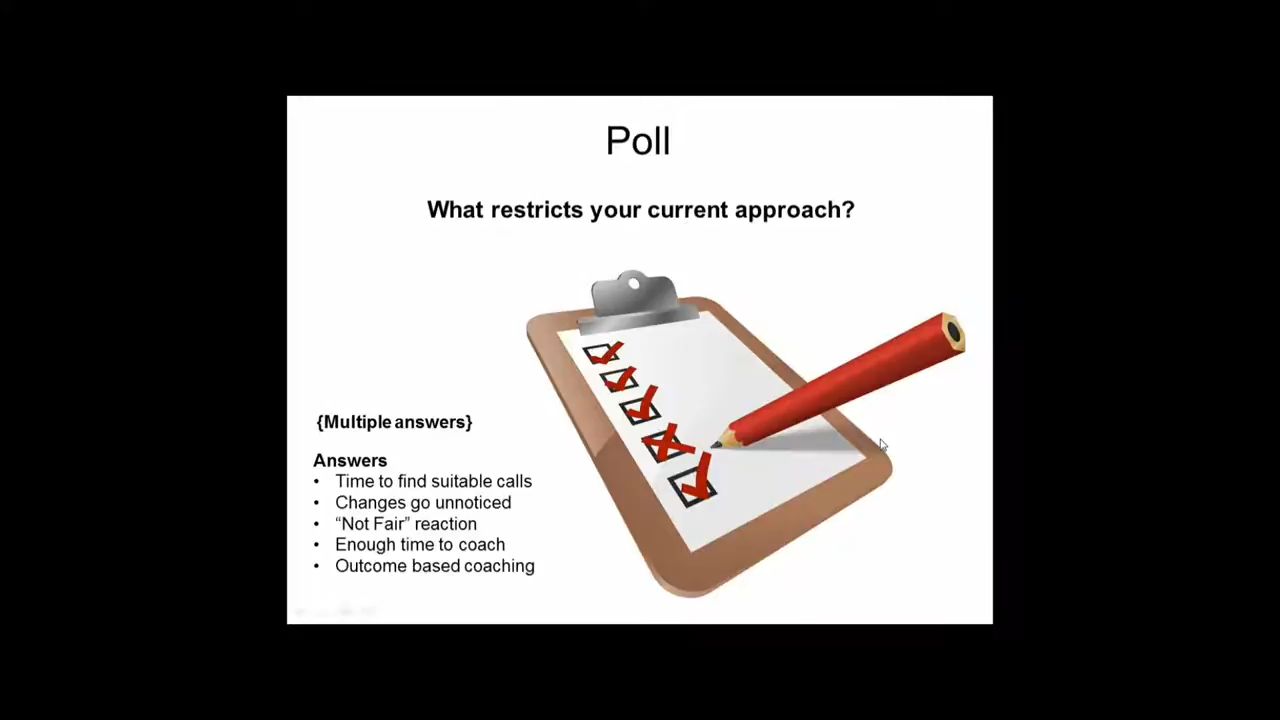 Poll
What restricts your current approach?
{Multiple answers}
Answers
• Time to find suitable calls
• Changes go unnoticed
• “Not Fair” reaction
• Enough time to coach
• Outcome based coaching